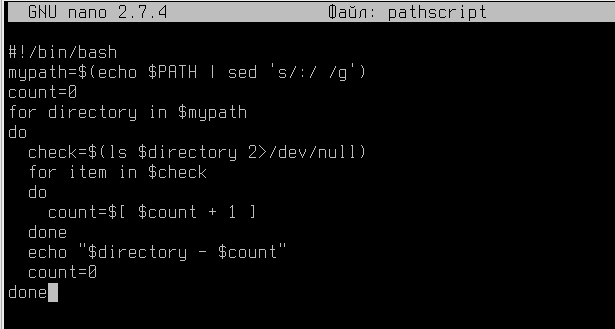 GNU nano 2.7.4 Файл: pathscript
#!/bin/bash
mypath=$(echo $PATH | sed 's/:/ /g')
count=0
for directory in $mypath
do
  check=$(ls $directory 2>/dev/null)
  for item in $check
  do
    count=$[ $count + 1 ]
  done
  echo "$directory - $count"
  count=0
done